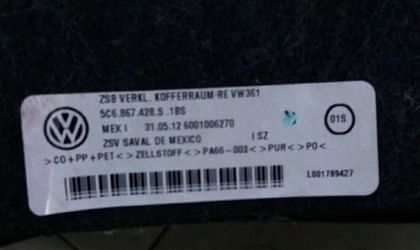 ZSB VERKL. KOFFERRAUM-RE VW361
5C6.867.428.S .1BS
MEX I 31.05.12 6001006270
ZSV SAVAL DE MEXICO I SZ
>CO+PP+PET<>ZELLSTOFF<>PA66-002<>PUR<>PO<
01S
L001789427